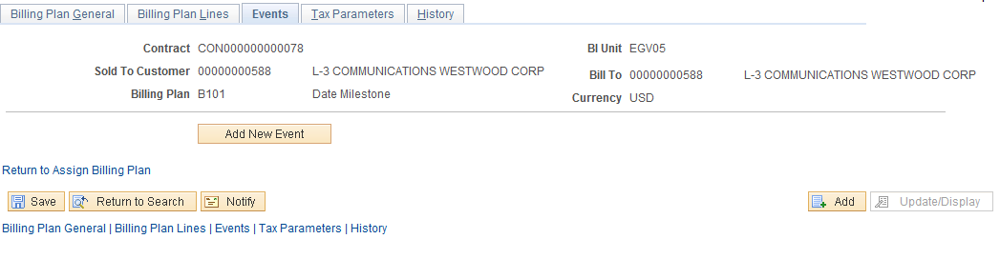 Billing Plan General Billing Plan Lines Events Tax Parameters History
Contract CON000000000078 BI Unit EGV05
Sold To Customer 00000000588 L-3 COMMUNICATIONS WESTWOOD CORP Bill To 00000000588 L-3 COMMUNICATIONS WESTWOOD CORP
Billing Plan B101 Date Milestone Currency USD
Add New Event
Return to Assign Billing Plan
Save Return to Search Notify Add Update/Display
Billing Plan General | Billing Plan Lines | Events | Tax Parameters | History